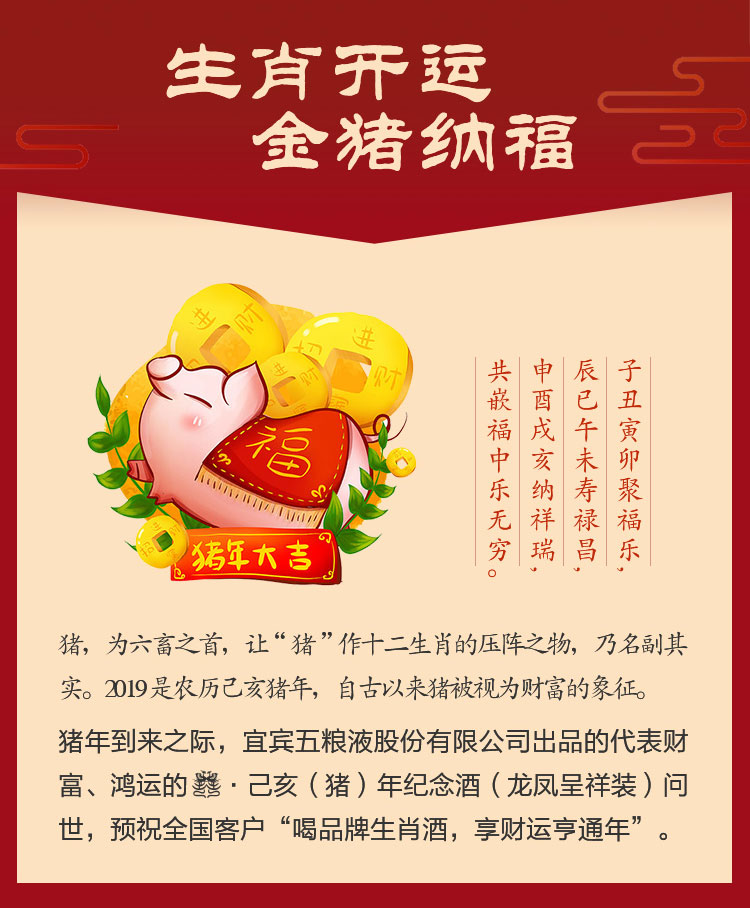 生肖开运
金猪纳福
进财
招进财
进财
福
猪年大吉
子丑寅卯聚福乐，
辰巳午未寿禄昌，
申酉戌亥纳祥瑞，
共嵌福中乐无穷。
猪，为六畜之首，让“猪”作十二生肖的压阵之物，乃名副其
实。2019是农历己亥猪年，自古以来猪被视为财富的象征。
猪年到来之际，宜宾五粮液股份有限公司出品的代表财
富、鸿运的·己亥（猪）年纪念酒（龙凤呈祥装）问
世，预祝全国客户“喝品牌生肖酒，享财运亨通年”。